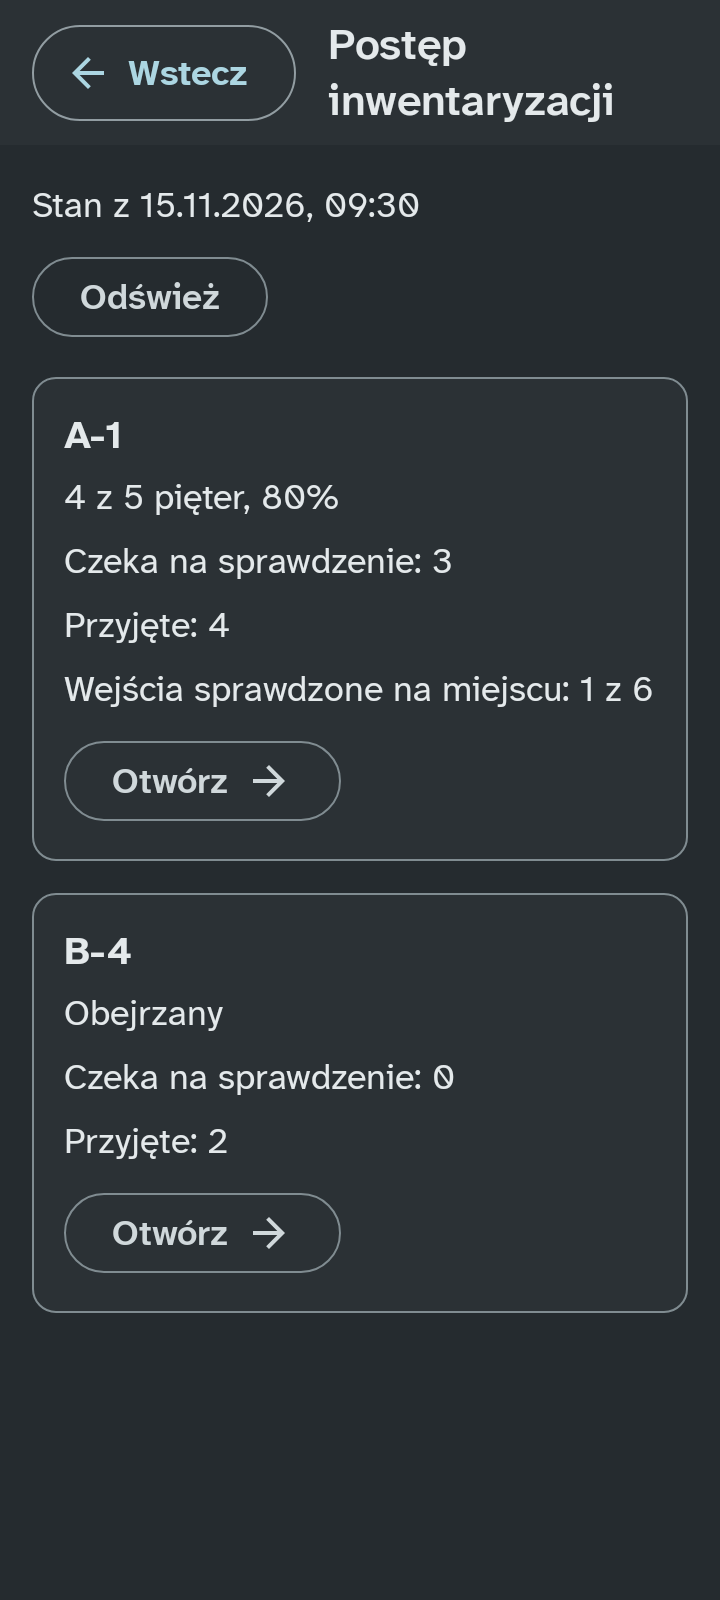 Wstecz
Postęp
inwentaryzacji
Stan z 15.11.2026, 09:30
Odśwież
A-1
4 z 5 pięter, 80%
Czeka na sprawdzenie: 3
Przyjęte: 4
Wejścia sprawdzone na miejscu: 1 z 6
Otwórz
B-4
Obejrzany
Czeka na sprawdzenie: 0
Przyjęte: 2
Otwórz